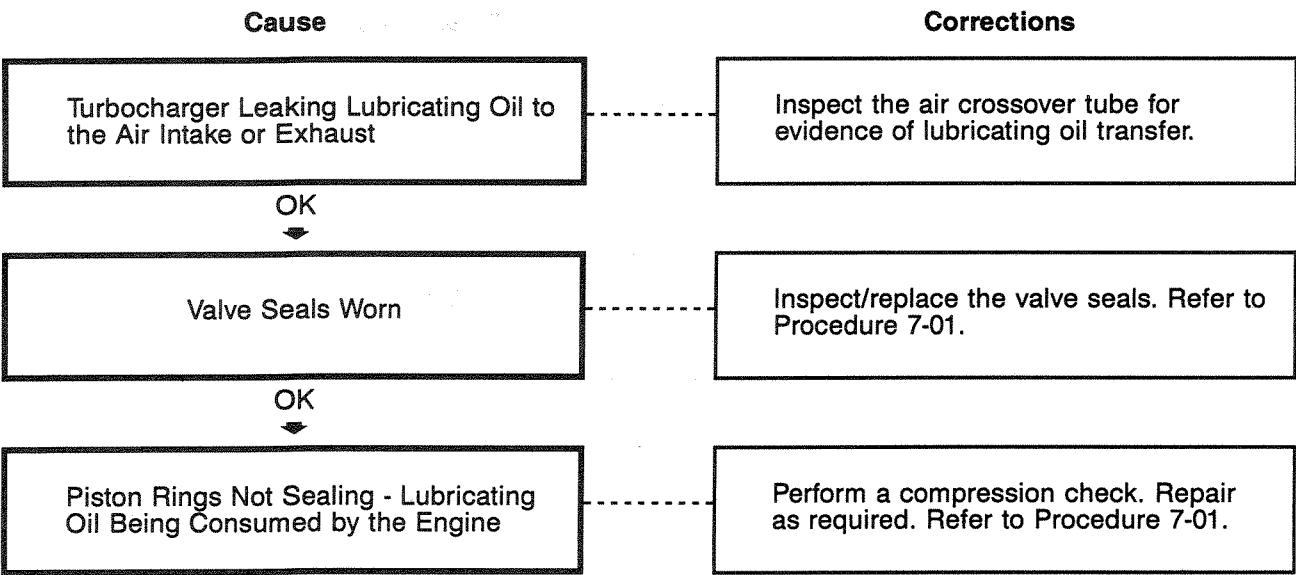 Cause
Corrections
Turbocharger Leaking Lubricating Oil to
the Air Intake or Exhaust
Inspect the air crossover tube for
evidence of lubricating oil transfer.
OK
Valve Seals Worn
Inspect/replace the valve seals. Refer to
Procedure 7-01.
OK
Piston Rings Not Sealing - Lubricating
Oil Being Consumed by the Engine
Perform a compression check. Repair
as required. Refer to Procedure 7-01.